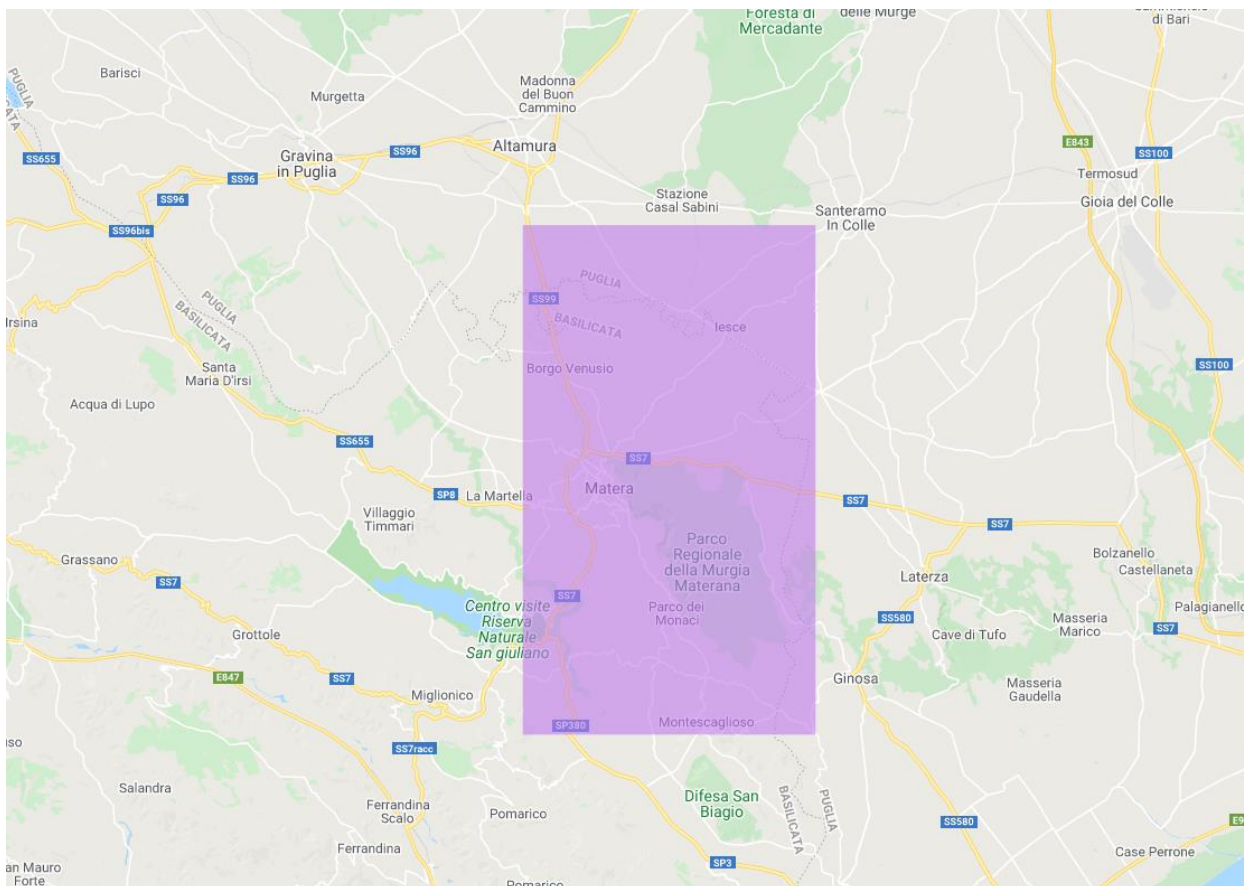 Foresta di
Mercadante
delle Murge
di Bari
PUGLIA
BASILICATA
Barisci
Murgetta
Madonna
del Buon
Cammino
SS655
Gravina
in Puglia
SS96
Altamura
E843
SS100
Termosud
Gioia del Colle
SS96
SS96
Stazione
Casal Sabini
Santeramo
In Colle
SS96bis
PUGLIA
BASILICATA
SS99
PUGLIA
BASILICATA
Iesce
Irsina
Santa
Maria D'irsi
Borgo Venusio
SS100
Acqua di Lupo
SS655
SS7
SP8
La Martella
Matera
SS7
SS7
Villaggio
Timmari
Parco
Regionale
della Murgia
Materana
Bolzanello
Castellaneta
Grassano
SS7
Laterza
SS7
Centro visite
Riserva
Naturale
San giuliano
Parco dei
Monaci
SS580
Palagianello
Grottole
Cave di Tufo
Masseria
Marico
SS7
E847
SS7
Miglionico
Ginosa
Masseria
Gaudella
SP380
Montescaglioso
SS7racc
Salandra
Ferrandina
Scalo
Pomarico
Difesa San
Biagio
BASILICATA
PUGLIA
SS580
E9
Ferrandina
SP3
Case Perrone
an Mauro
Forte
Pomarico